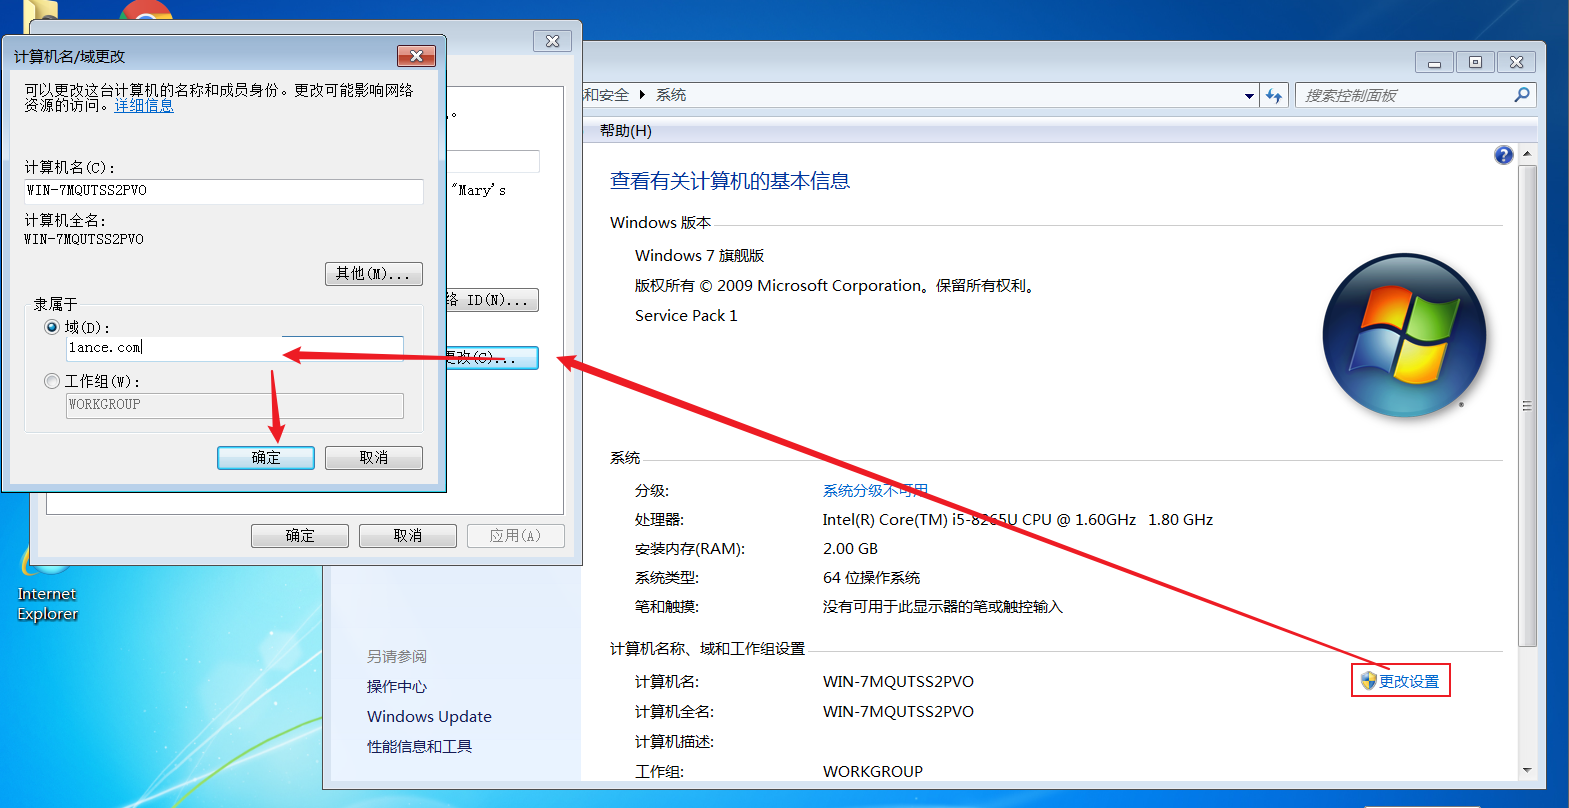 计算机名/域更改
可以更改这台计算机的名称和成员身份。更改可能影响网络
资源的访问。详细信息
计算机名(C):
WIN-7MQUTSS2PVO
计算机全名:
WIN-7MQUTSS2PVO
其他(M)...
隶属于
域(D):
lance.com
工作组(W):
WORKGROUP
确定
取消
。
"Mary's
络 ID(N)...
更改(C)...
确定
取消
应用(A)
和安全
系统
搜索控制面板
帮助(H)
查看有关计算机的基本信息
Windows 版本
Windows 7 旗舰版
版权所有 © 2009 Microsoft Corporation。保留所有权利。
Service Pack 1
系统
分级:
系统分级不可用
处理器:
Intel(R) Core(TM) i5-8265U CPU @ 1.60GHz 1.80 GHz
安装内存(RAM):
2.00 GB
系统类型:
64 位操作系统
笔和触摸:
没有可用于此显示器的笔或触控输入
计算机名称、域和工作组设置
计算机名:
WIN-7MQUTSS2PVO
更改设置
计算机全名:
WIN-7MQUTSS2PVO
计算机描述:
工作组:
WORKGROUP
另请参阅
操作中心
Windows Update
性能信息和工具
Internet
Explorer